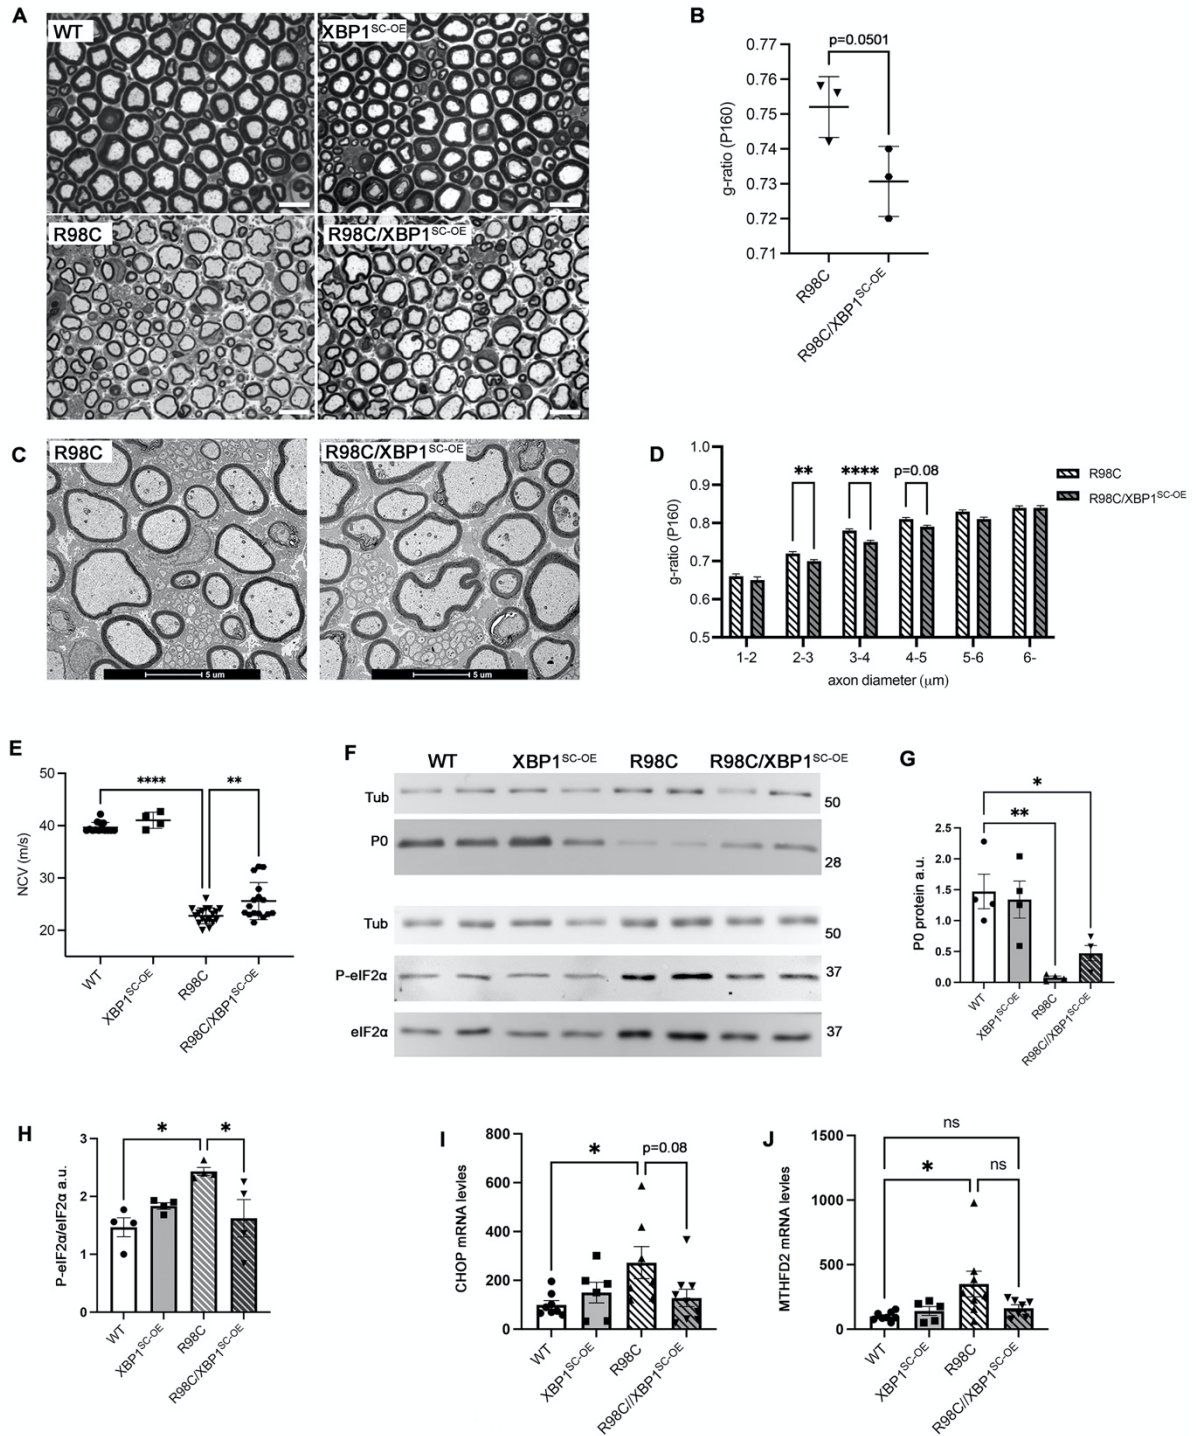 A
WT
XBP1SC-OE
R98C
R98C/XBP1SC-OE
B
p=0.0501
0.77
0.76
0.75
0.74
0.73
0.72
0.71
g-ratio (P160)
R98C
R98C/XBP1SC-OE
C
R98C
R98C/XBP1SC-OE
5 µm
5 µm
D
1.0
0.9
0.8
0.7
0.6
0.5
g-ratio (P160)
**
****
p=0.08
R98C
R98C/XBP1SC-OE
1-2
2-3
3-4
4-5
5-6
6-
axon diameter (µm)
E
50
40
30
20
NCV (m/s)
****
**
WT
XBP1SC-OE
R98C
R98C/XBP1SC-OE
F
WT
XBP1SC-OE
R98C
R98C/XBP1SC-OE
Tub
50
P0
28
Tub
50
P-eIF2α
37
eIF2α
37
G
*
**
2.5
2.0
1.5
1.0
0.5
0.0
P0 protein a.u.
WT
XBP1SC-OE
R98C
R98C//XBP1SC-OE
H
3
2
1
0
P-eIF2α/eIF2α a.u.
*
*
WT
XBP1SC-OE
R98C
R98C/XBP1SC-OE
I
800
600
400
200
0
CHOP mRNA levles
*
p=0.08
WT
XBP1SC-OE
R98C
R98C//XBP1SC-OE
J
1500
1000
500
0
MTHFD2 mRNA levles
ns
*
ns
WT
XBP1SC-OE
R98C
R98C//XBP1SC-OE